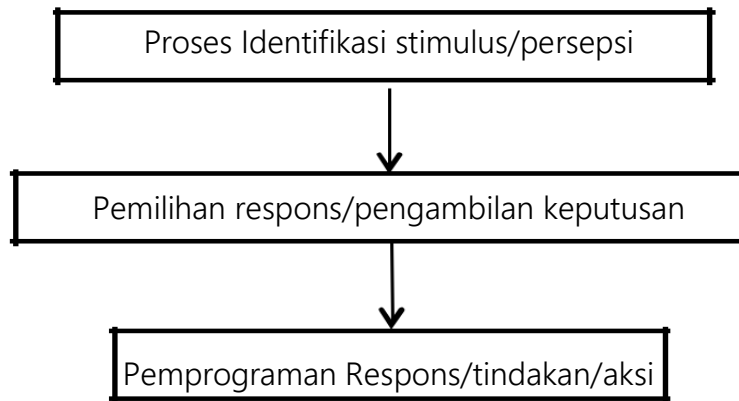 Proses Identifikasi stimulus/persepsi
Pemilihan respons/pengambilan keputusan
Pemprograman Respons/tindakan/aksi